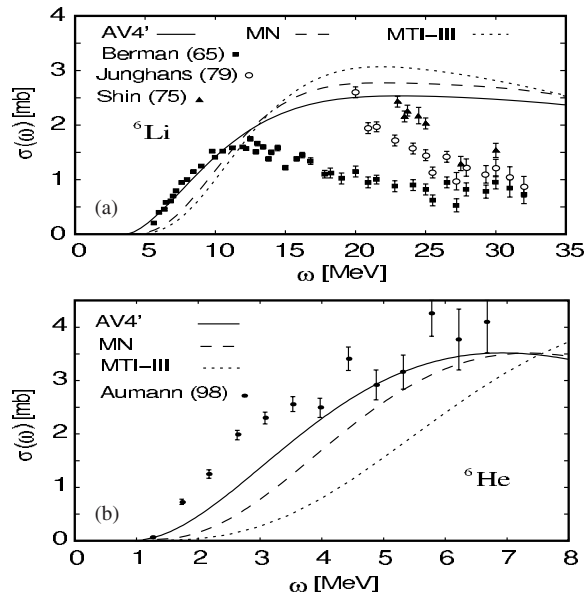 AV4' MN MTI-III
Berman (65)
Junghans (79)
Shin (75)
⁶Li
(a)
σ(ω) [mb]
4
3
2
1
0
0 5 10 15 20 25 30 35
ω [MeV]
AV4'
MN
MTI-III
Aumann (98)
⁶He
(b)
σ(ω) [mb]
4
3
2
1
0
0 1 2 3 4 5 6 7 8
ω [MeV]